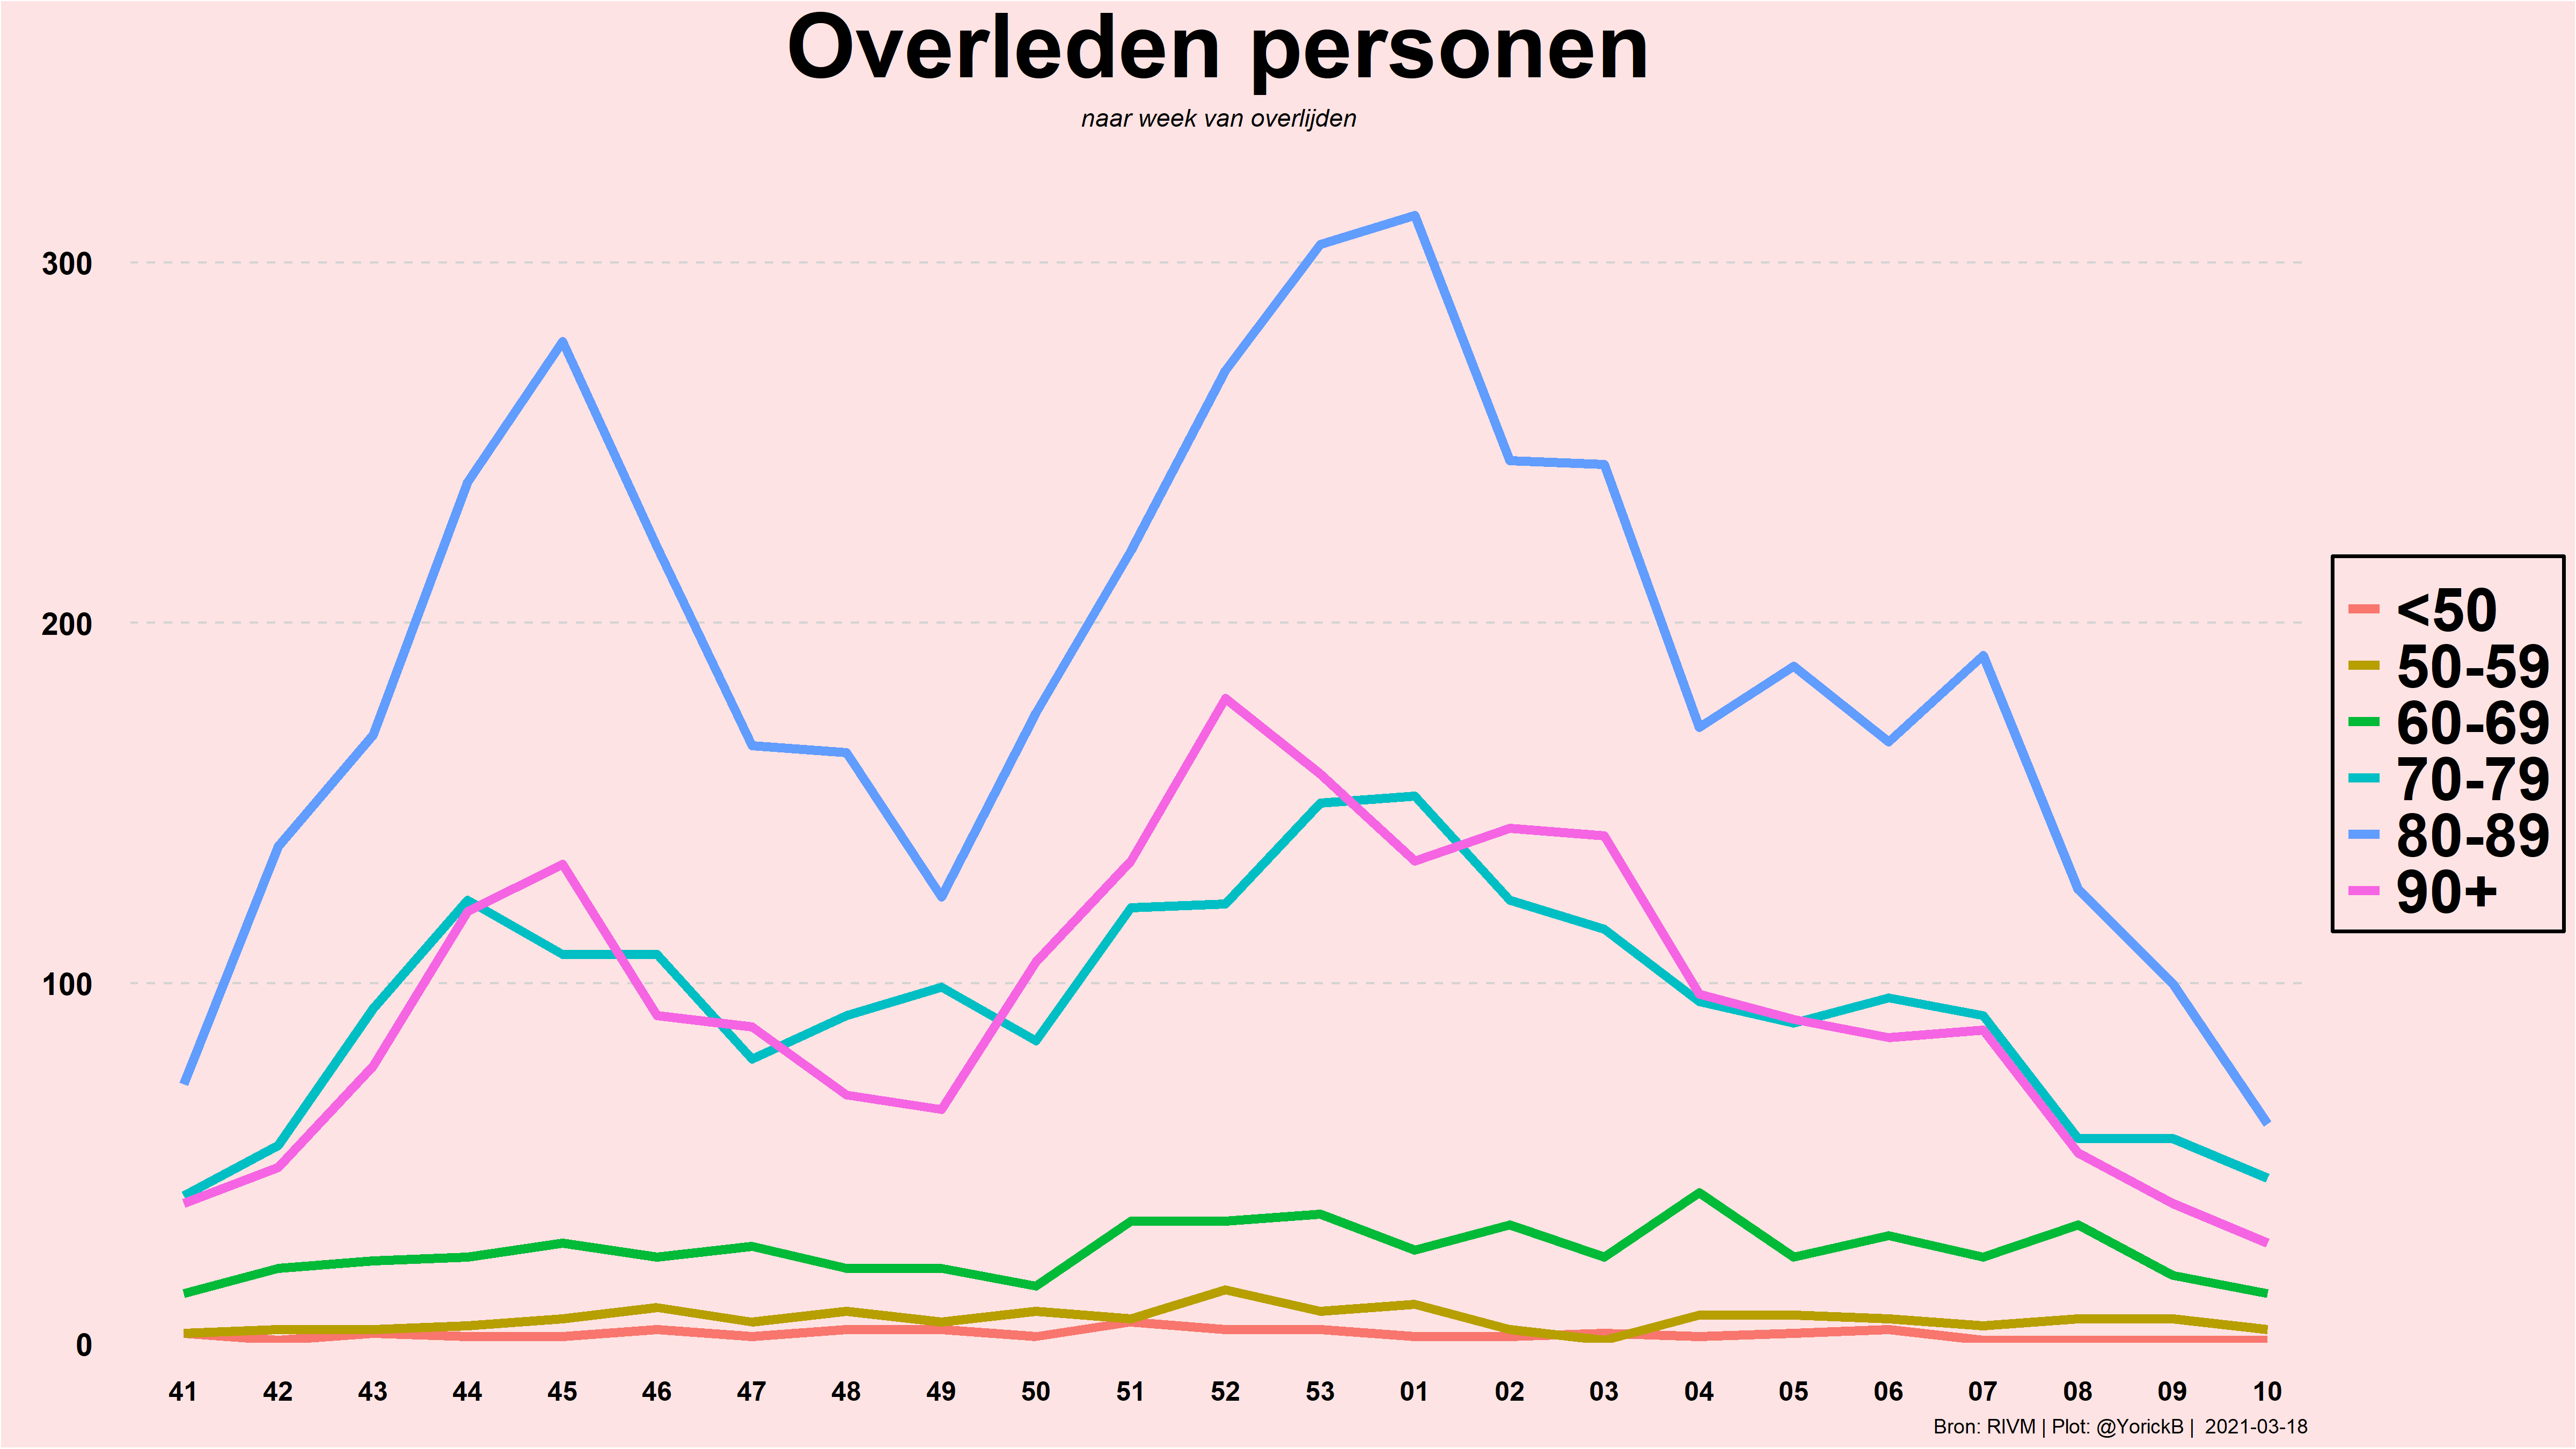 Overleden personen
naar week van overlijden
300
200
100
0
41 42 43 44 45 46 47 48 49 50 51 52 53 01 02 03 04 05 06 07 08 09 10
<50
50-59
60-69
70-79
80-89
90+
Bron: RIVM | Plot: @YorickB | 2021-03-18